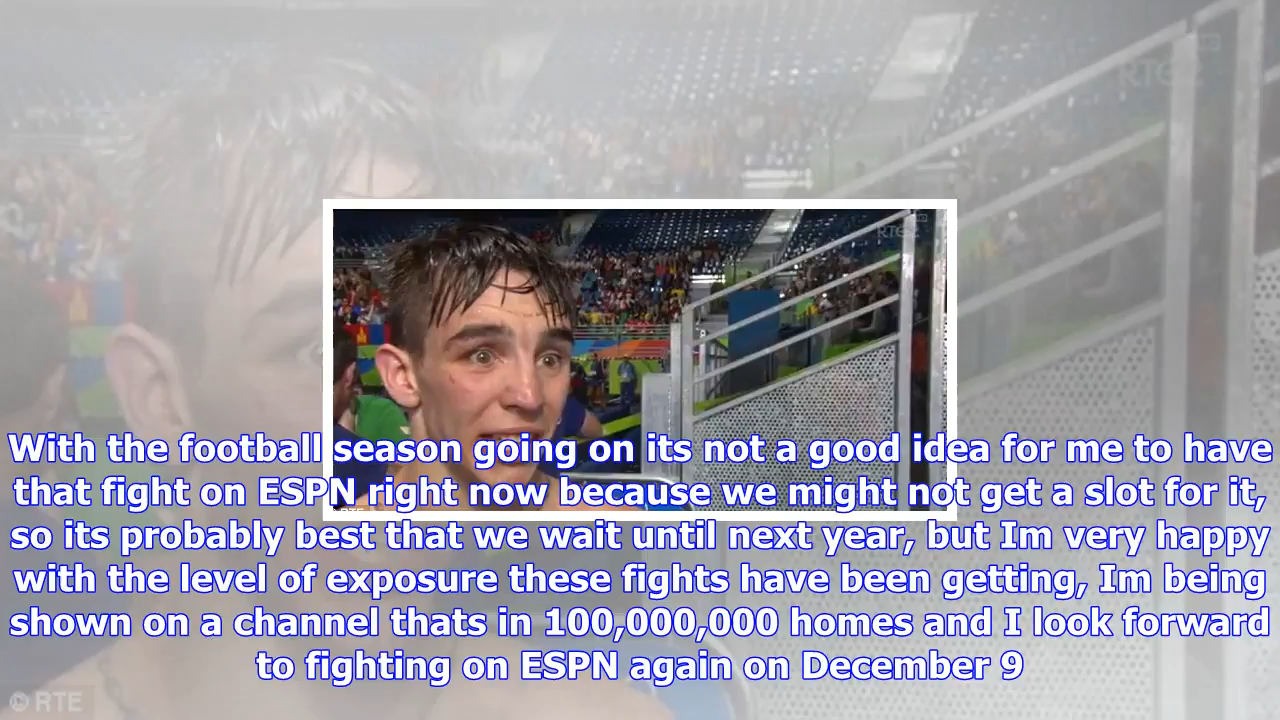 RTÉ2
RTÉ2
With the football season going on its not a good idea for me to have
that fight on ESPN right now because we might not get a slot for it,
so its probably best that we wait until next year, but Im very happy
with the level of exposure these fights have been getting, Im being
shown on a channel thats in 100,000,000 homes and I look forward
to fighting on ESPN again on December 9
RTE